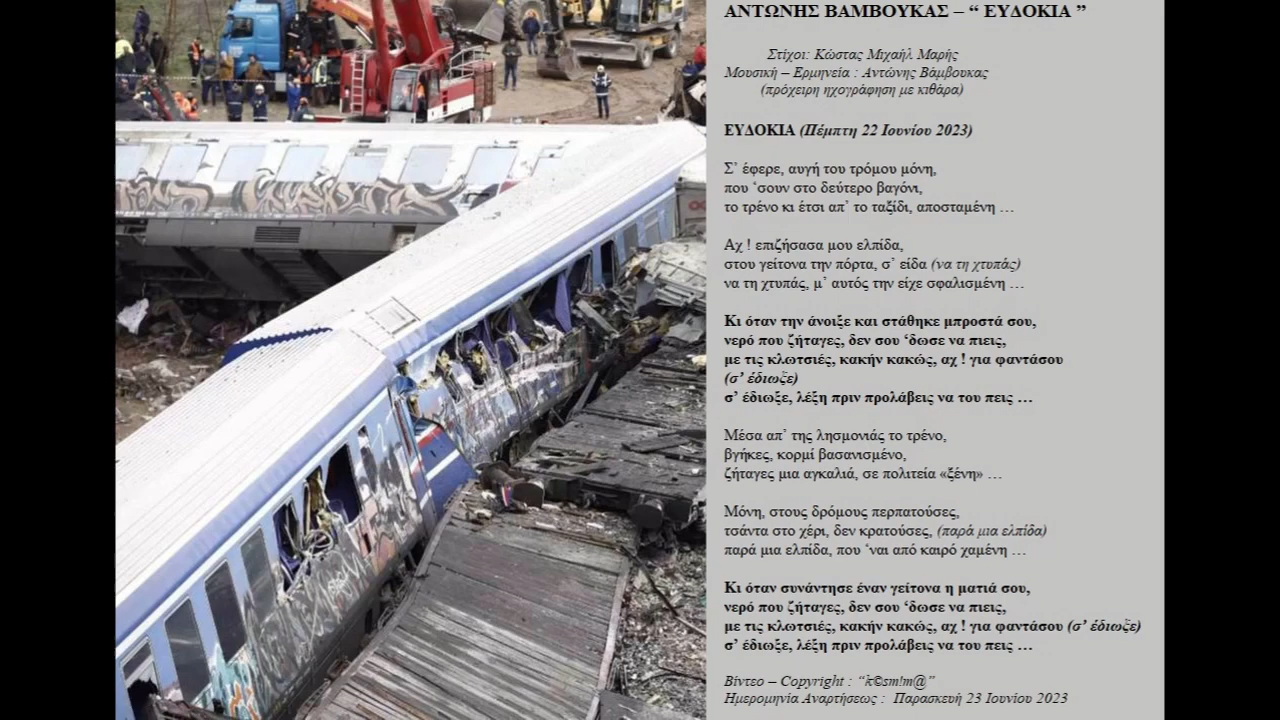 ΑΝΤΩΝΗΣ ΒΑΜΒΟΥΚΑΣ – “ ΕΥΔΟΚΙΑ ”
Στίχοι: Κώστας Μιχαήλ Μαρής
Μουσική – Ερμηνεία : Αντώνης Βάμβουκας
(πρόχειρη ηχογράφηση με κιθάρα)
ΕΥΔΟΚΙΑ (Πέμπτη 22 Ιουνίου 2023)
Σ’ έφερε, αυγή του τρόμου μόνη,
που ‘σουν στο δεύτερο βαγόνι,
το τρένο κι έτσι απ’ το ταξίδι, αποσταμένη …
Αχ ! επιζήσασα μου ελπίδα,
στου γείτονα την πόρτα, σ’ είδα (να τη χτυπάς)
να τη χτυπάς, μ’ αυτός την είχε σφαλισμένη …
Κι όταν την άνοιξε και στάθηκε μπροστά σου,
νερό που ζήταγες, δεν σου ‘δωσε να πιεις,
με τις κλωτσιές, κακήν κακώς, αχ ! για φαντάσου
(σ’ έδιωξε)
σ’ έδιωξε, λέξη πριν προλάβεις να του πεις …
Μέσα απ’ της λησμονιάς το τρένο,
βγήκες, κορμί βασανισμένο,
ζήταγες μια αγκαλιά, σε πολιτεία «ξένη» …
Μόνη, στους δρόμους περπατούσες,
τσάντα στο χέρι, δεν κρατούσες, (παρά μια ελπίδα)
παρά μια ελπίδα, που ‘ναι από καιρό χαμένη …
Κι όταν συνάντησε έναν γείτονα η ματιά σου,
νερό που ζήταγες, δεν σου ‘δωσε να πιεις,
με τις κλωτσιές, κακήν κακώς, αχ ! για φαντάσου (σ’ έδιωξε)
σ’ έδιωξε, λέξη πριν προλάβεις να του πεις …
Βίντεο – Copyright : “k©sm!m@”
Ημερομηνία Αναρτήσεως : Παρασκευή 23 Ιουνίου 2023